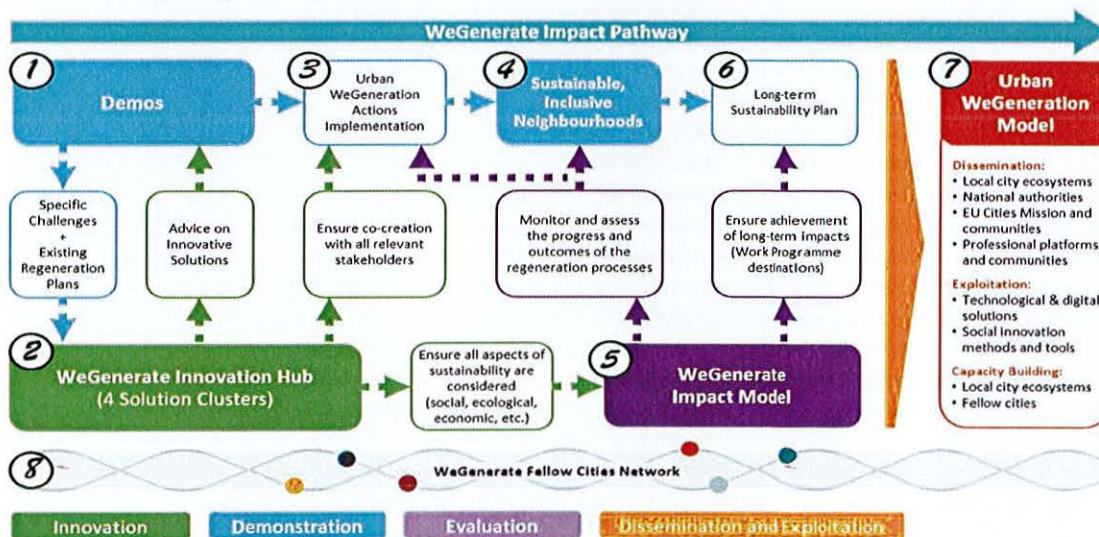 WeGenerate Impact Pathway
1
Demos
3
Urban
WeGeneration
Actions
Implementation
4
Sustainable,
Inclusive
Neighbourhoods
6
Long-term
Sustainability Plan
7
Urban
WeGeneration
Model
Specific
Challenges
+
Existing
Regeneration
Plans
Advice on
Innovative
Solutions
Ensure co-creation
with all relevant
stakeholders
Monitor and assess
the progress and
outcomes of the
regeneration processes
Ensure achievement
of long-term impacts
(Work Programme
destinations)
Dissemination:
• Local city ecosystems
• National authorities
• EU Cities Mission and
communities
• Professional platforms
and communities
Exploitation:
• Technological & digital
solutions
• Social innovation
methods and tools
Capacity Building:
• Local city ecosystems
• Fellow cities
2
WeGenerate Innovation Hub
(4 Solution Clusters)
Ensure all aspects of
sustainability are
considered
(social, ecological,
economic, etc.)
5
WeGenerate
Impact Model
8
WeGenerate Fellow Cities Network
Innovation
Demonstration
Evaluation
Dissemination and Exploitation